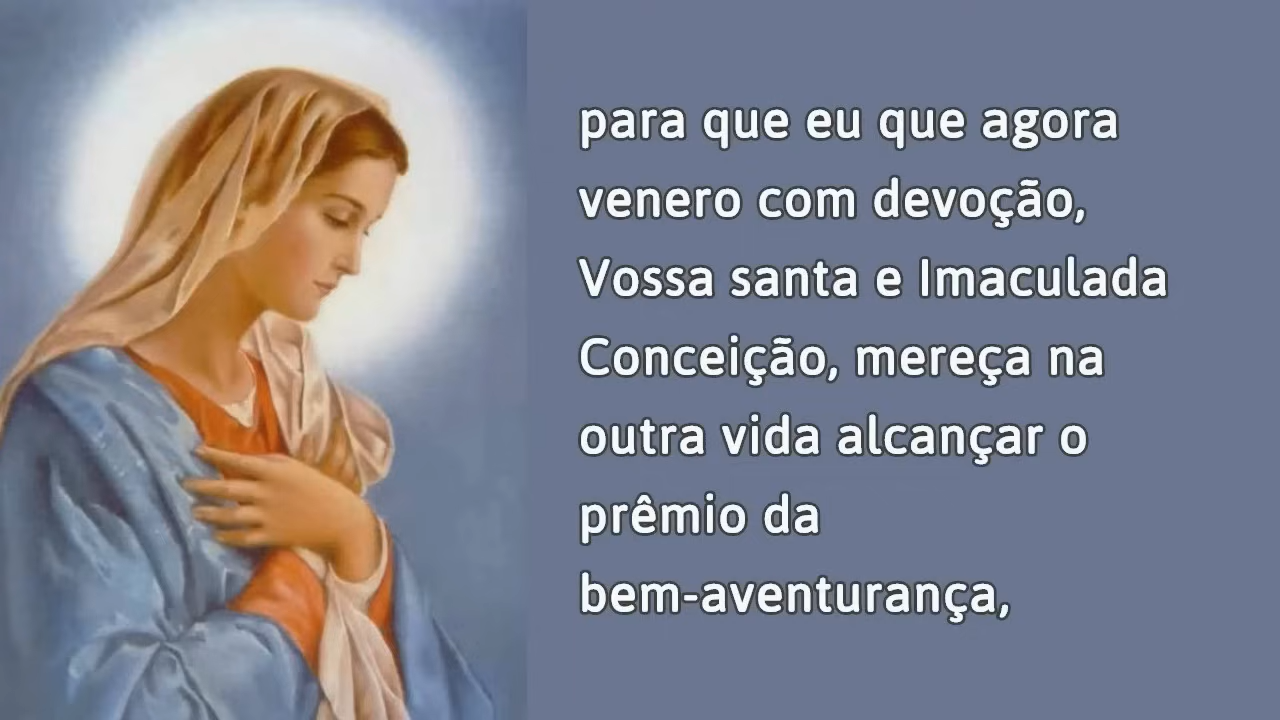 para que eu que agora
venero com devoção,
Vossa santa e Imaculada
Conceição, mereça na
outra vida alcançar o
prêmio da
bem-aventurança,